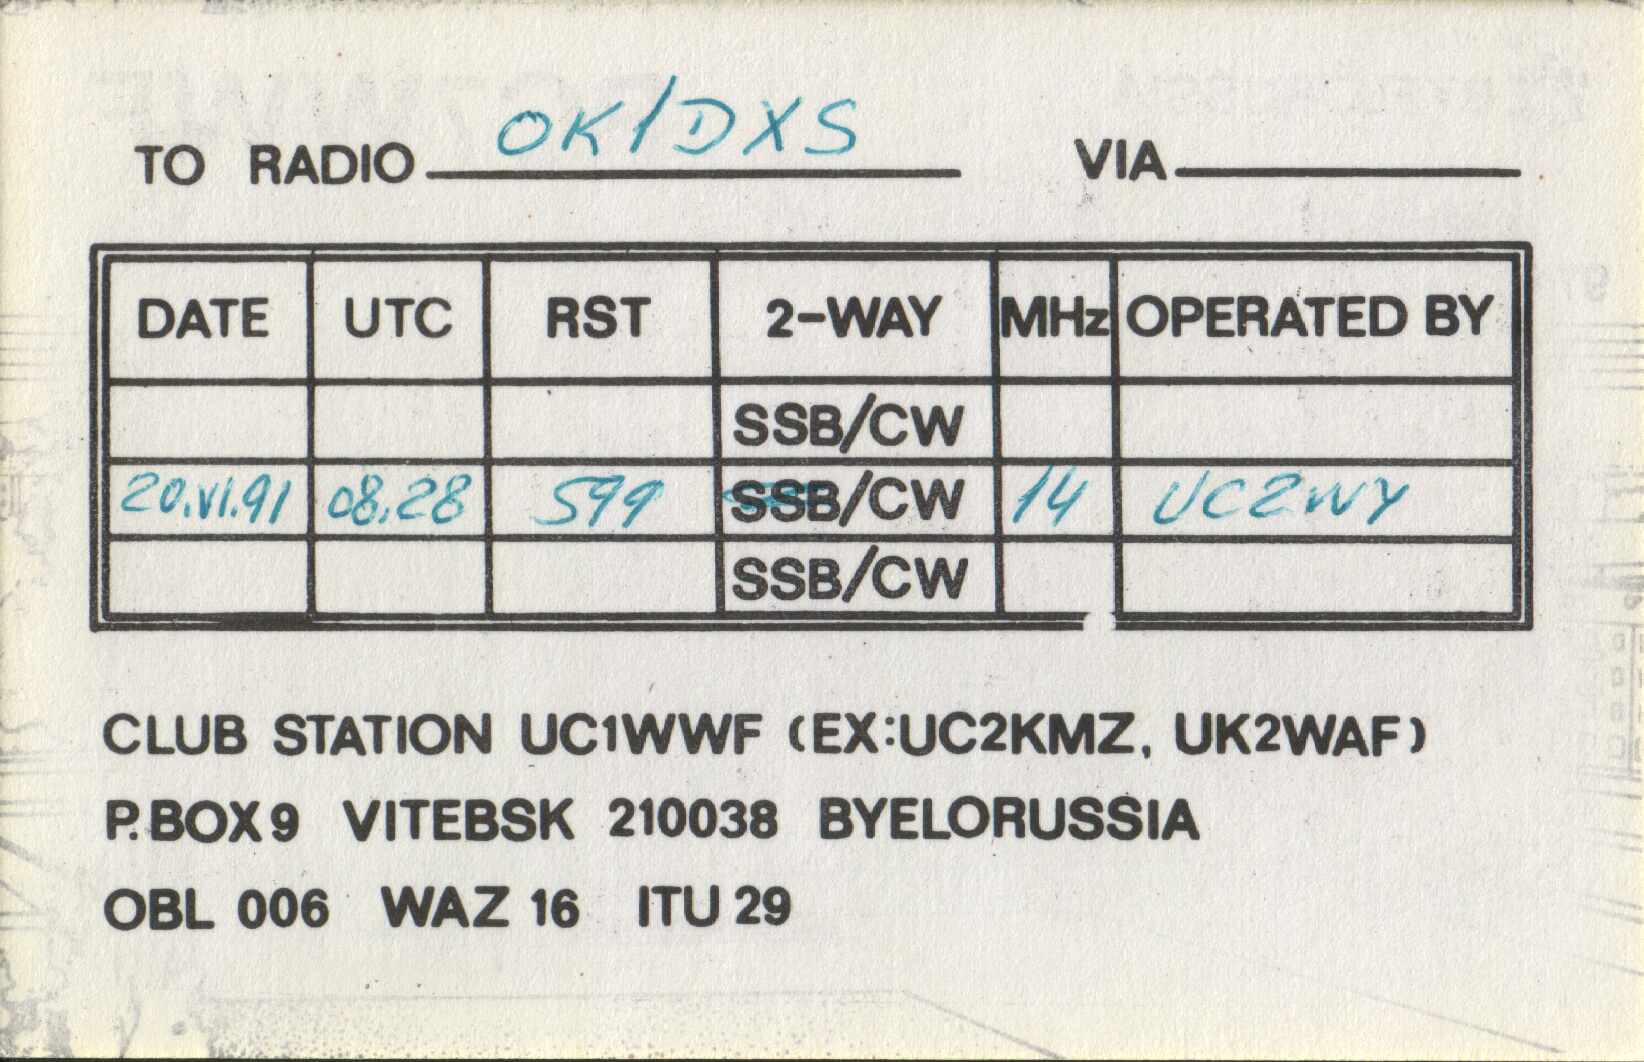 TO RADIO OK1DXS VIA
DATE UTC RST 2-WAY MHz OPERATED BY
SSB/CW
20.VI.91 08.28 599 SSB/CW 14 UC2WY
SSB/CW
CLUB STATION UC1WWF (EX:UC2KMZ, UK2WAF)
P.BOX 9 VITEBSK 210038 BYELORUSSIA
OBL 006 WAZ 16 ITU 29